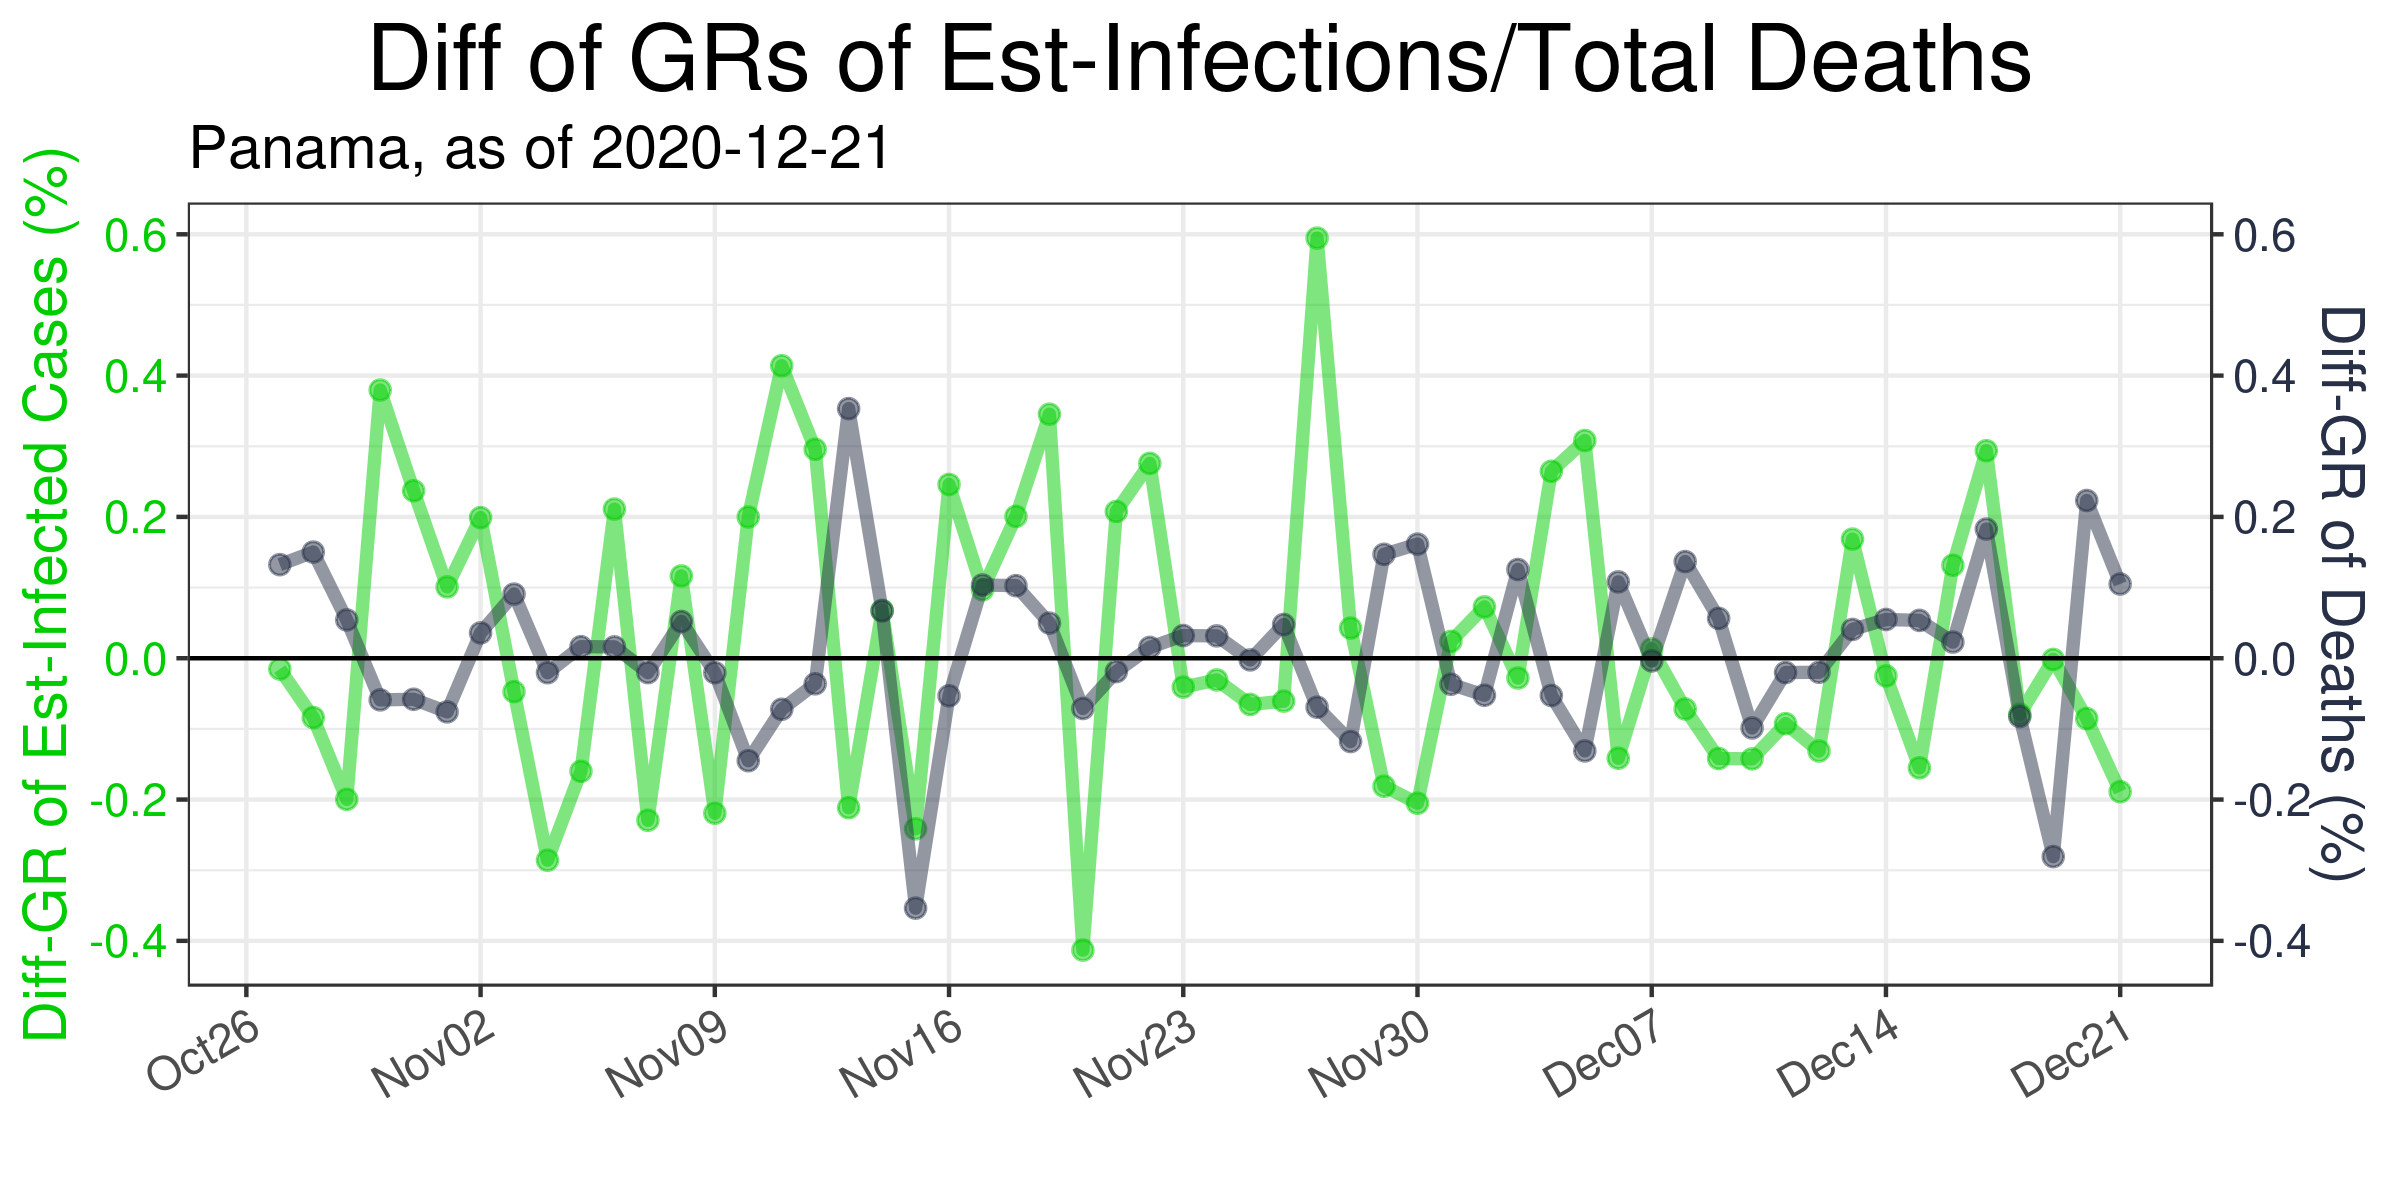 Diff of GRs of Est-Infections/Total Deaths
Panama, as of 2020-12-21
Diff-GR of Est-Infected Cases (%)
0.6
0.4
0.2
0.0
-0.2
-0.4
0.6
0.4
0.2
0.0
-0.2
-0.4
Diff-GR of Deaths (%)
Oct26
Nov02
Nov09
Nov16
Nov23
Nov30
Dec07
Dec14
Dec21